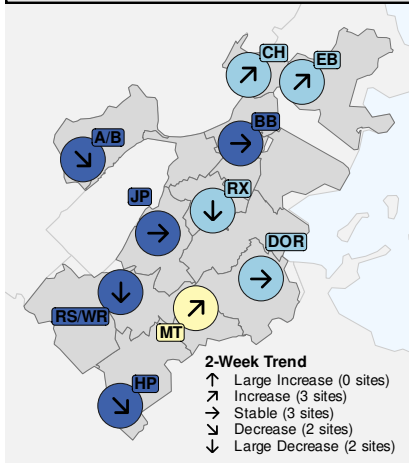 CH
EB
BB
A/B
RX
JP
DOR
RS/WR
MT
HP
2-Week Trend
↑ Large Increase (0 sites)
↗ Increase (3 sites)
→ Stable (3 sites)
↘ Decrease (2 sites)
↓ Large Decrease (2 sites)